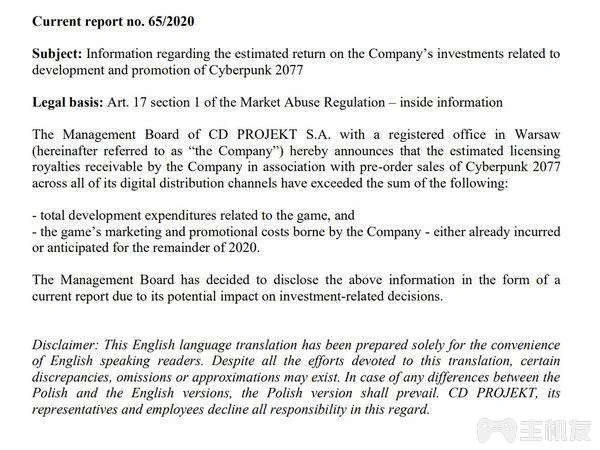 Current report no. 65/2020
Subject: Information regarding the estimated return on the Company's investments related to
development and promotion of Cyberpunk 2077
Legal basis: Art. 17 section 1 of the Market Abuse Regulation – inside information
The Management Board of CD PROJEKT S.A. with a registered office in Warsaw
(hereinafter referred to as “the Company”) hereby announces that the estimated licensing
royalties receivable by the Company in association with pre-order sales of Cyberpunk 2077
across all of its digital distribution channels have exceeded the sum of the following:
- total development expenditures related to the game, and
- the game's marketing and promotional costs borne by the Company - either already incurred
or anticipated for the remainder of 2020.
The Management Board has decided to disclose the above information in the form of a
current report due to its potential impact on investment-related decisions.
Disclaimer: This English language translation has been prepared solely for the convenience
of English speaking readers. Despite all the efforts devoted to this translation, certain
discrepancies, omissions or approximations may exist. In case of any differences between the
Polish and the English versions, the Polish version shall prevail. CD PROJEKT, its
representatives and employees decline all responsibility in this regard.
主机友